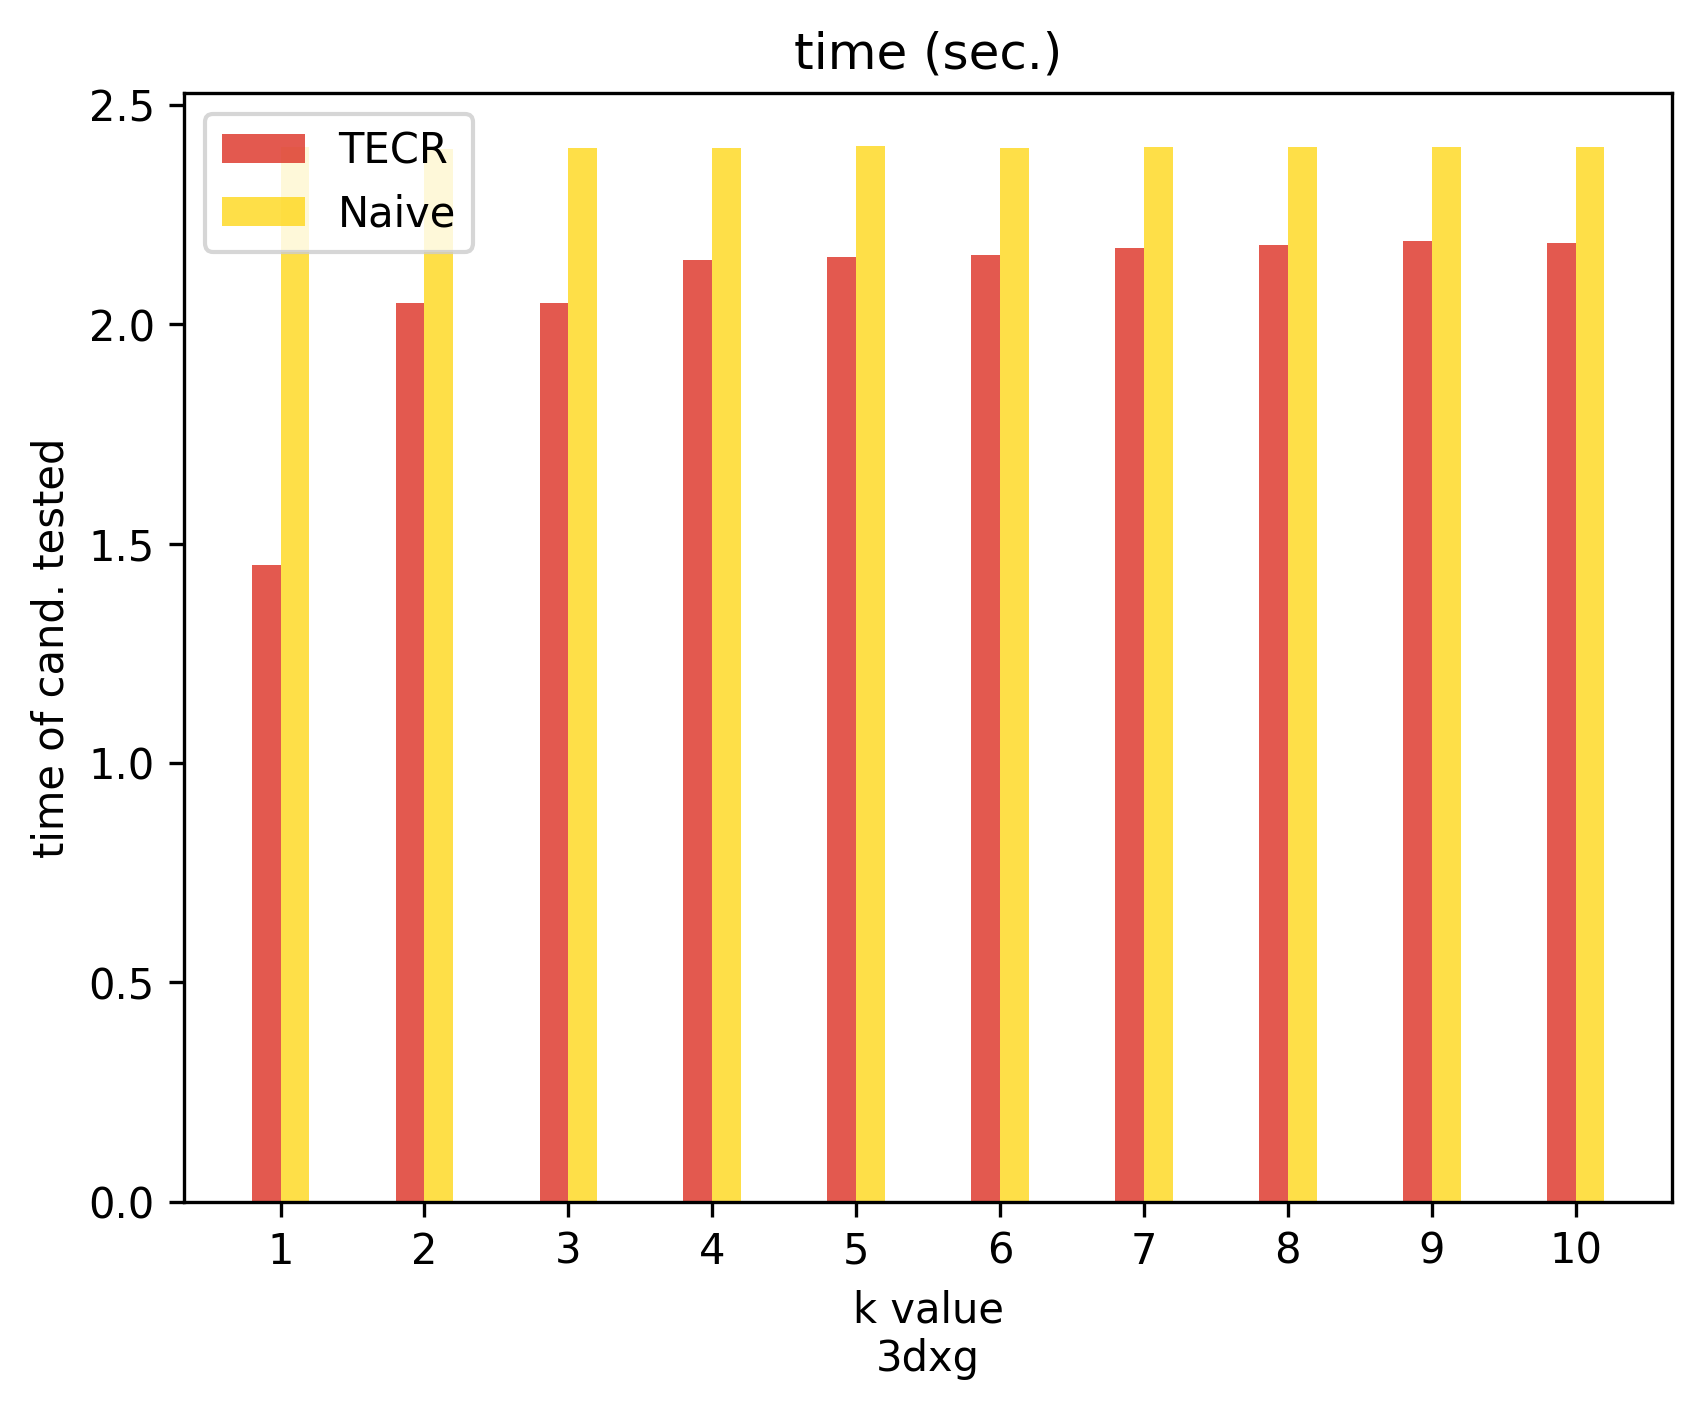 time (sec.)
2.5
2.0
1.5
1.0
0.5
0.0
time of cand. tested
TECR
Naive
1 2 3 4 5 6 7 8 9 10
k value
3dxg